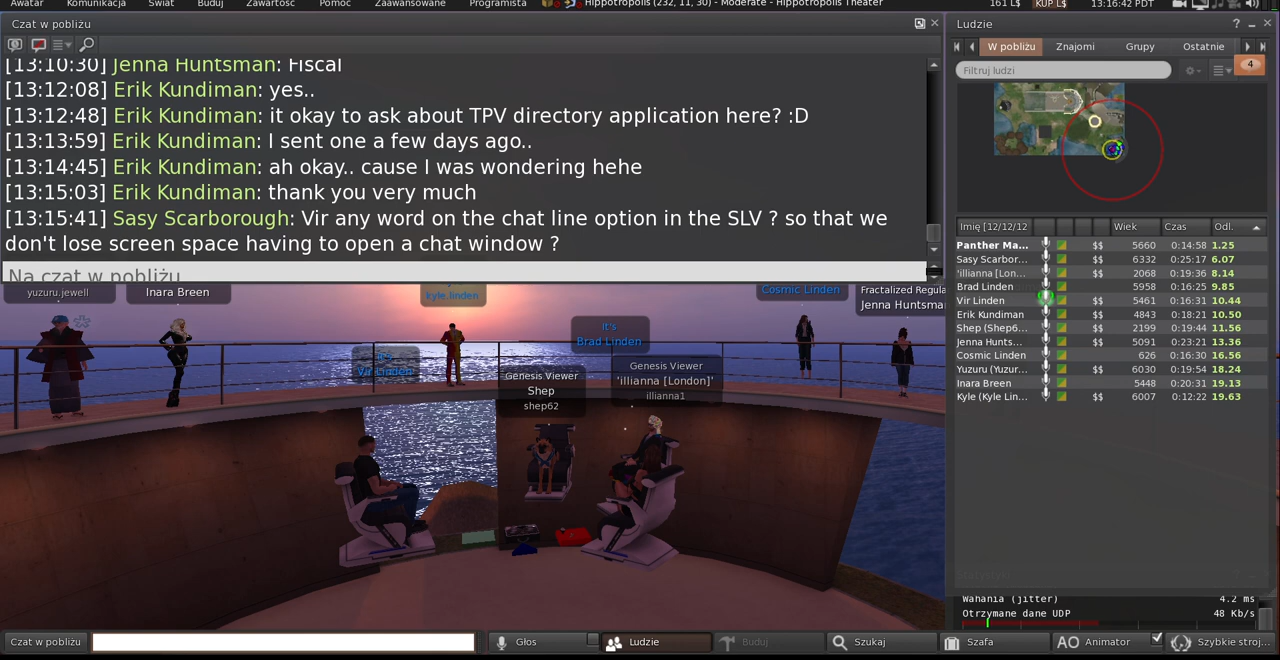 Awatar Komunikacja Świat Buduj Zawartość Pomoc Zaawansowane Programista Hippotropolis (232, 11, 30) - Moderate - Hippotropolis Theater 161 L$ KUP L$ 13:16:42 PDT
Czat w pobliżu
[13:10:30] Jenna Huntsman: Fiscal
[13:12:08] Erik Kundiman: yes..
[13:12:48] Erik Kundiman: it okay to ask about TPV directory application here? :D
[13:13:59] Erik Kundiman: I sent one a few days ago..
[13:14:45] Erik Kundiman: ah okay.. cause I was wondering hehe
[13:15:03] Erik Kundiman: thank you very much
[13:15:41] Sasy Scarborough: Vir any word on the chat line option in the SLV ? so that we
don't lose screen space having to open a chat window ?
Na czat w pobliżu
yuzuru.jewell
Inara Breen
kyle.linden
Cosmic Linden
Fractalized Regula
Jenna Huntsma
It's
Brad Linden
It's
Vir Linden
Genesis Viewer
Shep
shep62
Genesis Viewer
'illianna [London]'
illianna1
Ludzie
W pobliżu Znajomi Grupy Ostatnie
Filtruj ludzi
4
Imię [12/12/12 Wiek Czas Odl.
Panther Ma... $$ 5660 0:14:58 1.25
Sasy Scarbor... $$ 6332 0:25:17 6.07
'illianna [Lon... $$ 2068 0:19:36 8.14
Brad Linden 5958 0:16:25 9.85
Vir Linden $$ 5461 0:16:31 10.44
Erik Kundiman $$ 4843 0:18:21 10.50
Shep (Shep6... $$ 2199 0:19:44 11.56
Jenna Hunts... $$ 5091 0:23:21 13.36
Cosmic Linden 626 0:16:30 16.56
Yuzuru (Yuzur... $$ 6030 0:19:54 18.24
Inara Breen 5448 0:20:31 19.13
Kyle (Kyle Lin... $$ 6007 0:12:22 19.63
Statystyki
Wahania (jitter) 4.2 ms
Otrzymane dane UDP 48 Kb/s
Czat w pobliżu Głos Ludzie Buduj Szukaj Szafa AO Animator Szybkie stroj...